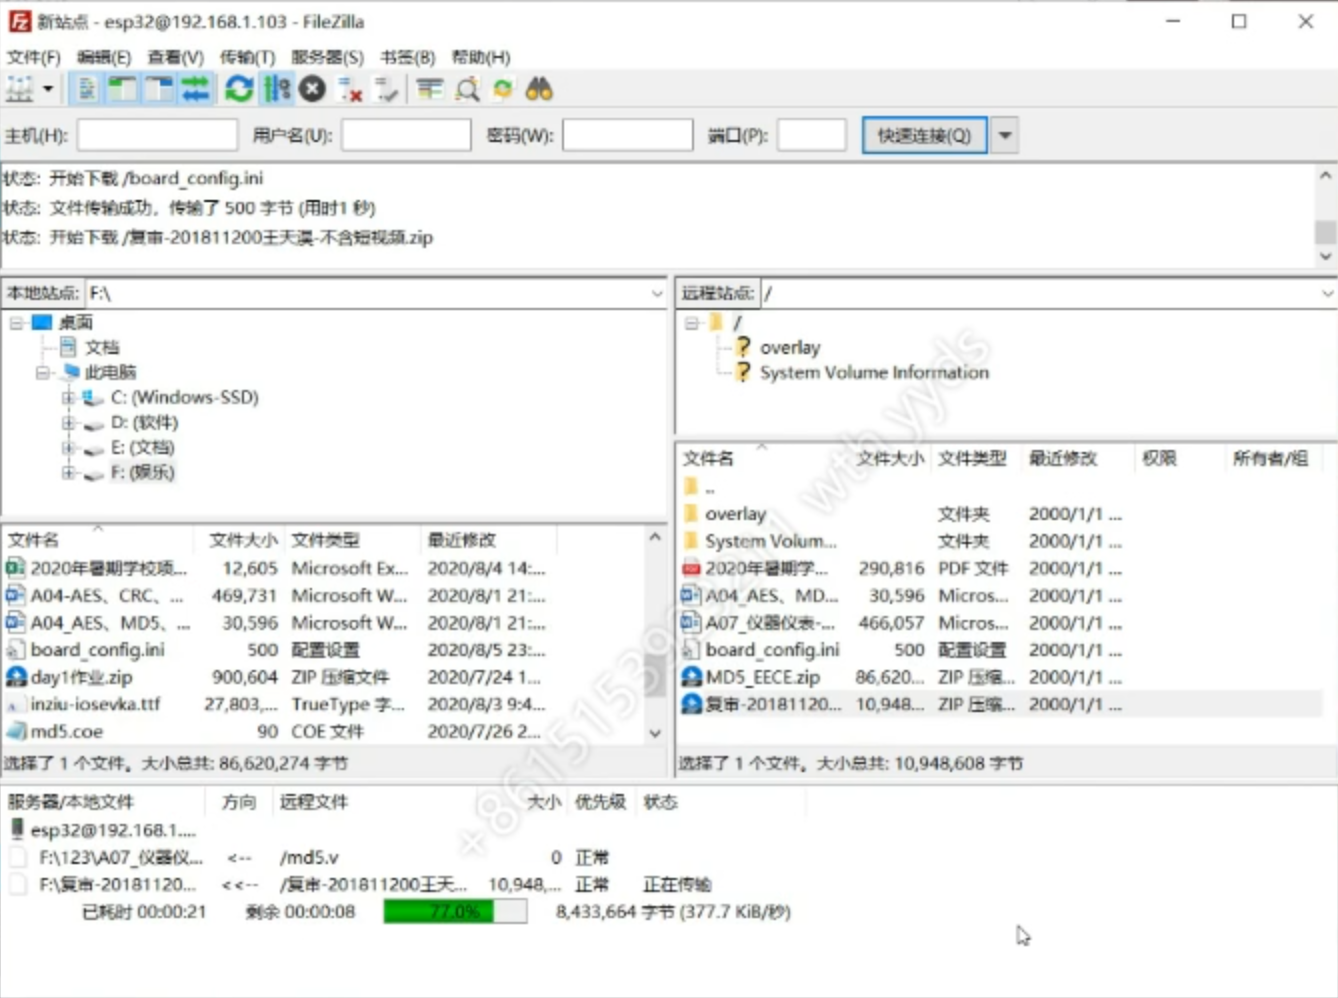 新站点 - esp32@192.168.1.103 - FileZilla
文件(F) 编辑(E) 查看(V) 传输(T) 服务器(S) 书签(B) 帮助(H)
主机(H): 用户名(U): 密码(W): 端口(P): 快速连接(Q)
状态: 开始下载 /board_config.ini
状态: 文件传输成功，传输了 500 字节 (用时1 秒)
状态: 开始下载 /复审-201811200王天淏-不含短视频.zip
本地站点: F:\
桌面
文档
此电脑
C: (Windows-SSD)
D: (软件)
E: (文档)
F: (娱乐)
远程站点: /
/
overlay
System Volume Information
文件名 文件大小 文件类型 最近修改
2020年暑期学校项... 12,605 Microsoft Ex... 2020/8/4 14:...
A04-AES、CRC、... 469,731 Microsoft W... 2020/8/1 21:...
A04_AES、MD5、... 30,596 Microsoft W... 2020/8/1 21:...
board_config.ini 500 配置设置 2020/8/5 23:...
day1作业.zip 900,604 ZIP 压缩文件 2020/7/24 1...
inziu-iosevka.ttf 27,803,... TrueType 字... 2020/8/3 9:4...
md5.coe 90 COE 文件 2020/7/26 2...
选择了 1 个文件。大小总共: 86,620,274 字节
文件名 文件大小 文件类型 最近修改 权限 所有者/组
..
overlay 文件夹 2000/1/1 ...
System Volum... 文件夹 2000/1/1 ...
2020年暑期学... 290,816 PDF 文件 2000/1/1 ...
A04_AES、MD... 30,596 Micros... 2000/1/1 ...
A07_仪器仪表-... 466,057 Micros... 2000/1/1 ...
board_config.ini 500 配置设置 2000/1/1 ...
MD5_EECE.zip 86,620... ZIP 压缩... 2000/1/1 ...
复审-20181120... 10,948... ZIP 压缩... 2000/1/1 ...
选择了 1 个文件。大小总共: 10,948,608 字节
服务器/本地文件 方向 远程文件 大小 优先级 状态
esp32@192.168.1....
F:\123\A07_仪器仪... <-- /md5.v 0 正常
F:\复审-20181120... <<-- /复审-201811200王天... 10,948,... 正常 正在传输
已耗时 00:00:21 剩余 00:00:08 77.0% 8,433,664 字节 (377.7 KiB/秒)
wth yyds